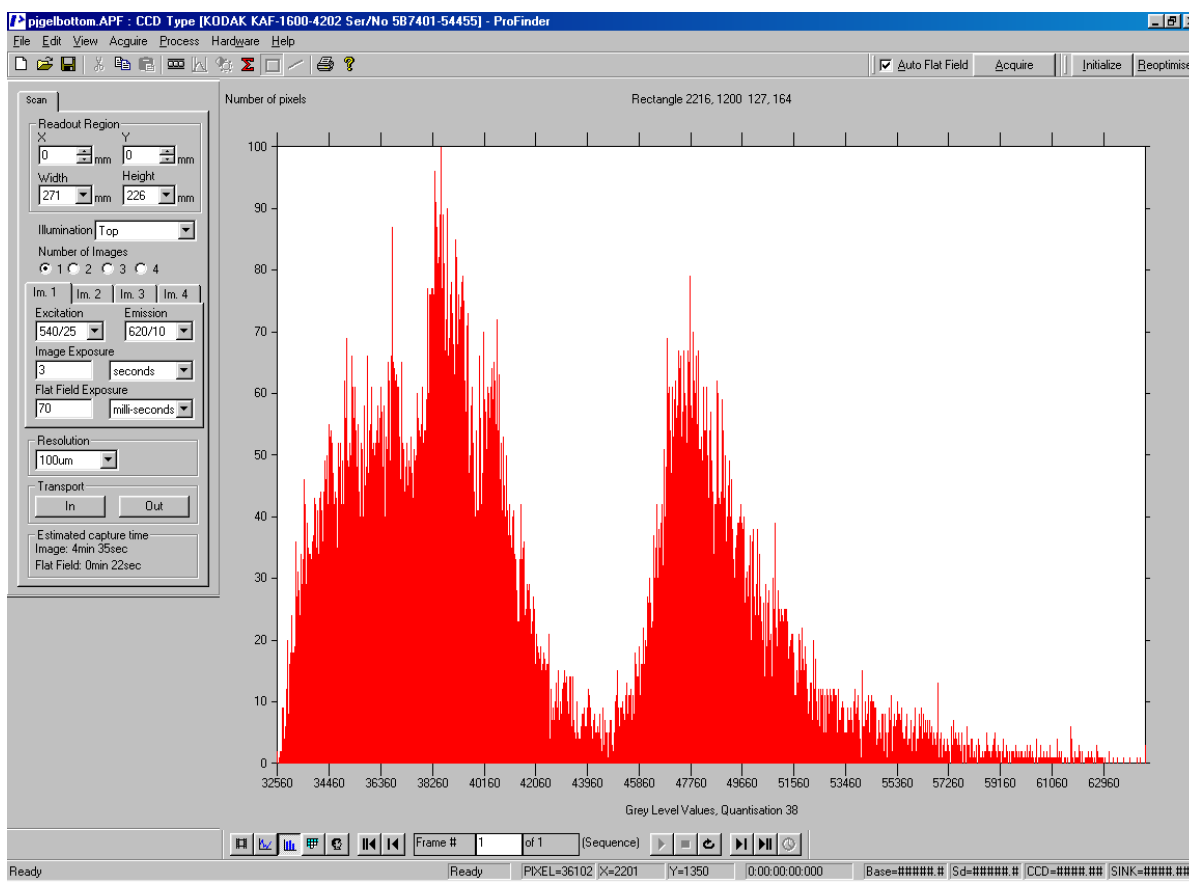 pjgelbottom.APF : CCD Type [KODAK KAF-1600-4202 Ser/No 5B7401-54455] - ProFinder
File Edit View Acquire Process Hardware Help
Auto Flat Field Acquire Initialize Reoptimise
Scan
Readout Region
X Y
0 mm 0 mm
Width Height
271 mm 226 mm
Illumination Top
Number of Images
1 2 3 4
Im. 1 Im. 2 Im. 3 Im. 4
Excitation Emission
540/25 620/10
Image Exposure
3 seconds
Flat Field Exposure
70 milli-seconds
Resolution
100um
Transport
In Out
Estimated capture time
Image: 4min 35sec
Flat Field: 0min 22sec
Number of pixels Rectangle 2216, 1200 127, 164
100
90
80
70
60
50
40
30
20
10
0
32560 34460 36360 38260 40160 42060 43960 45860 47760 49660 51560 53460 55360 57260 59160 61060 62960
Grey Level Values, Quantisation 38
Frame # 1 of 1 (Sequence)
Ready Ready PIXEL=36102 X=2201 Y=1350 0:00:00:00:000 Base=#####.# Sd=####.# CCD=####.## SINK=####.##